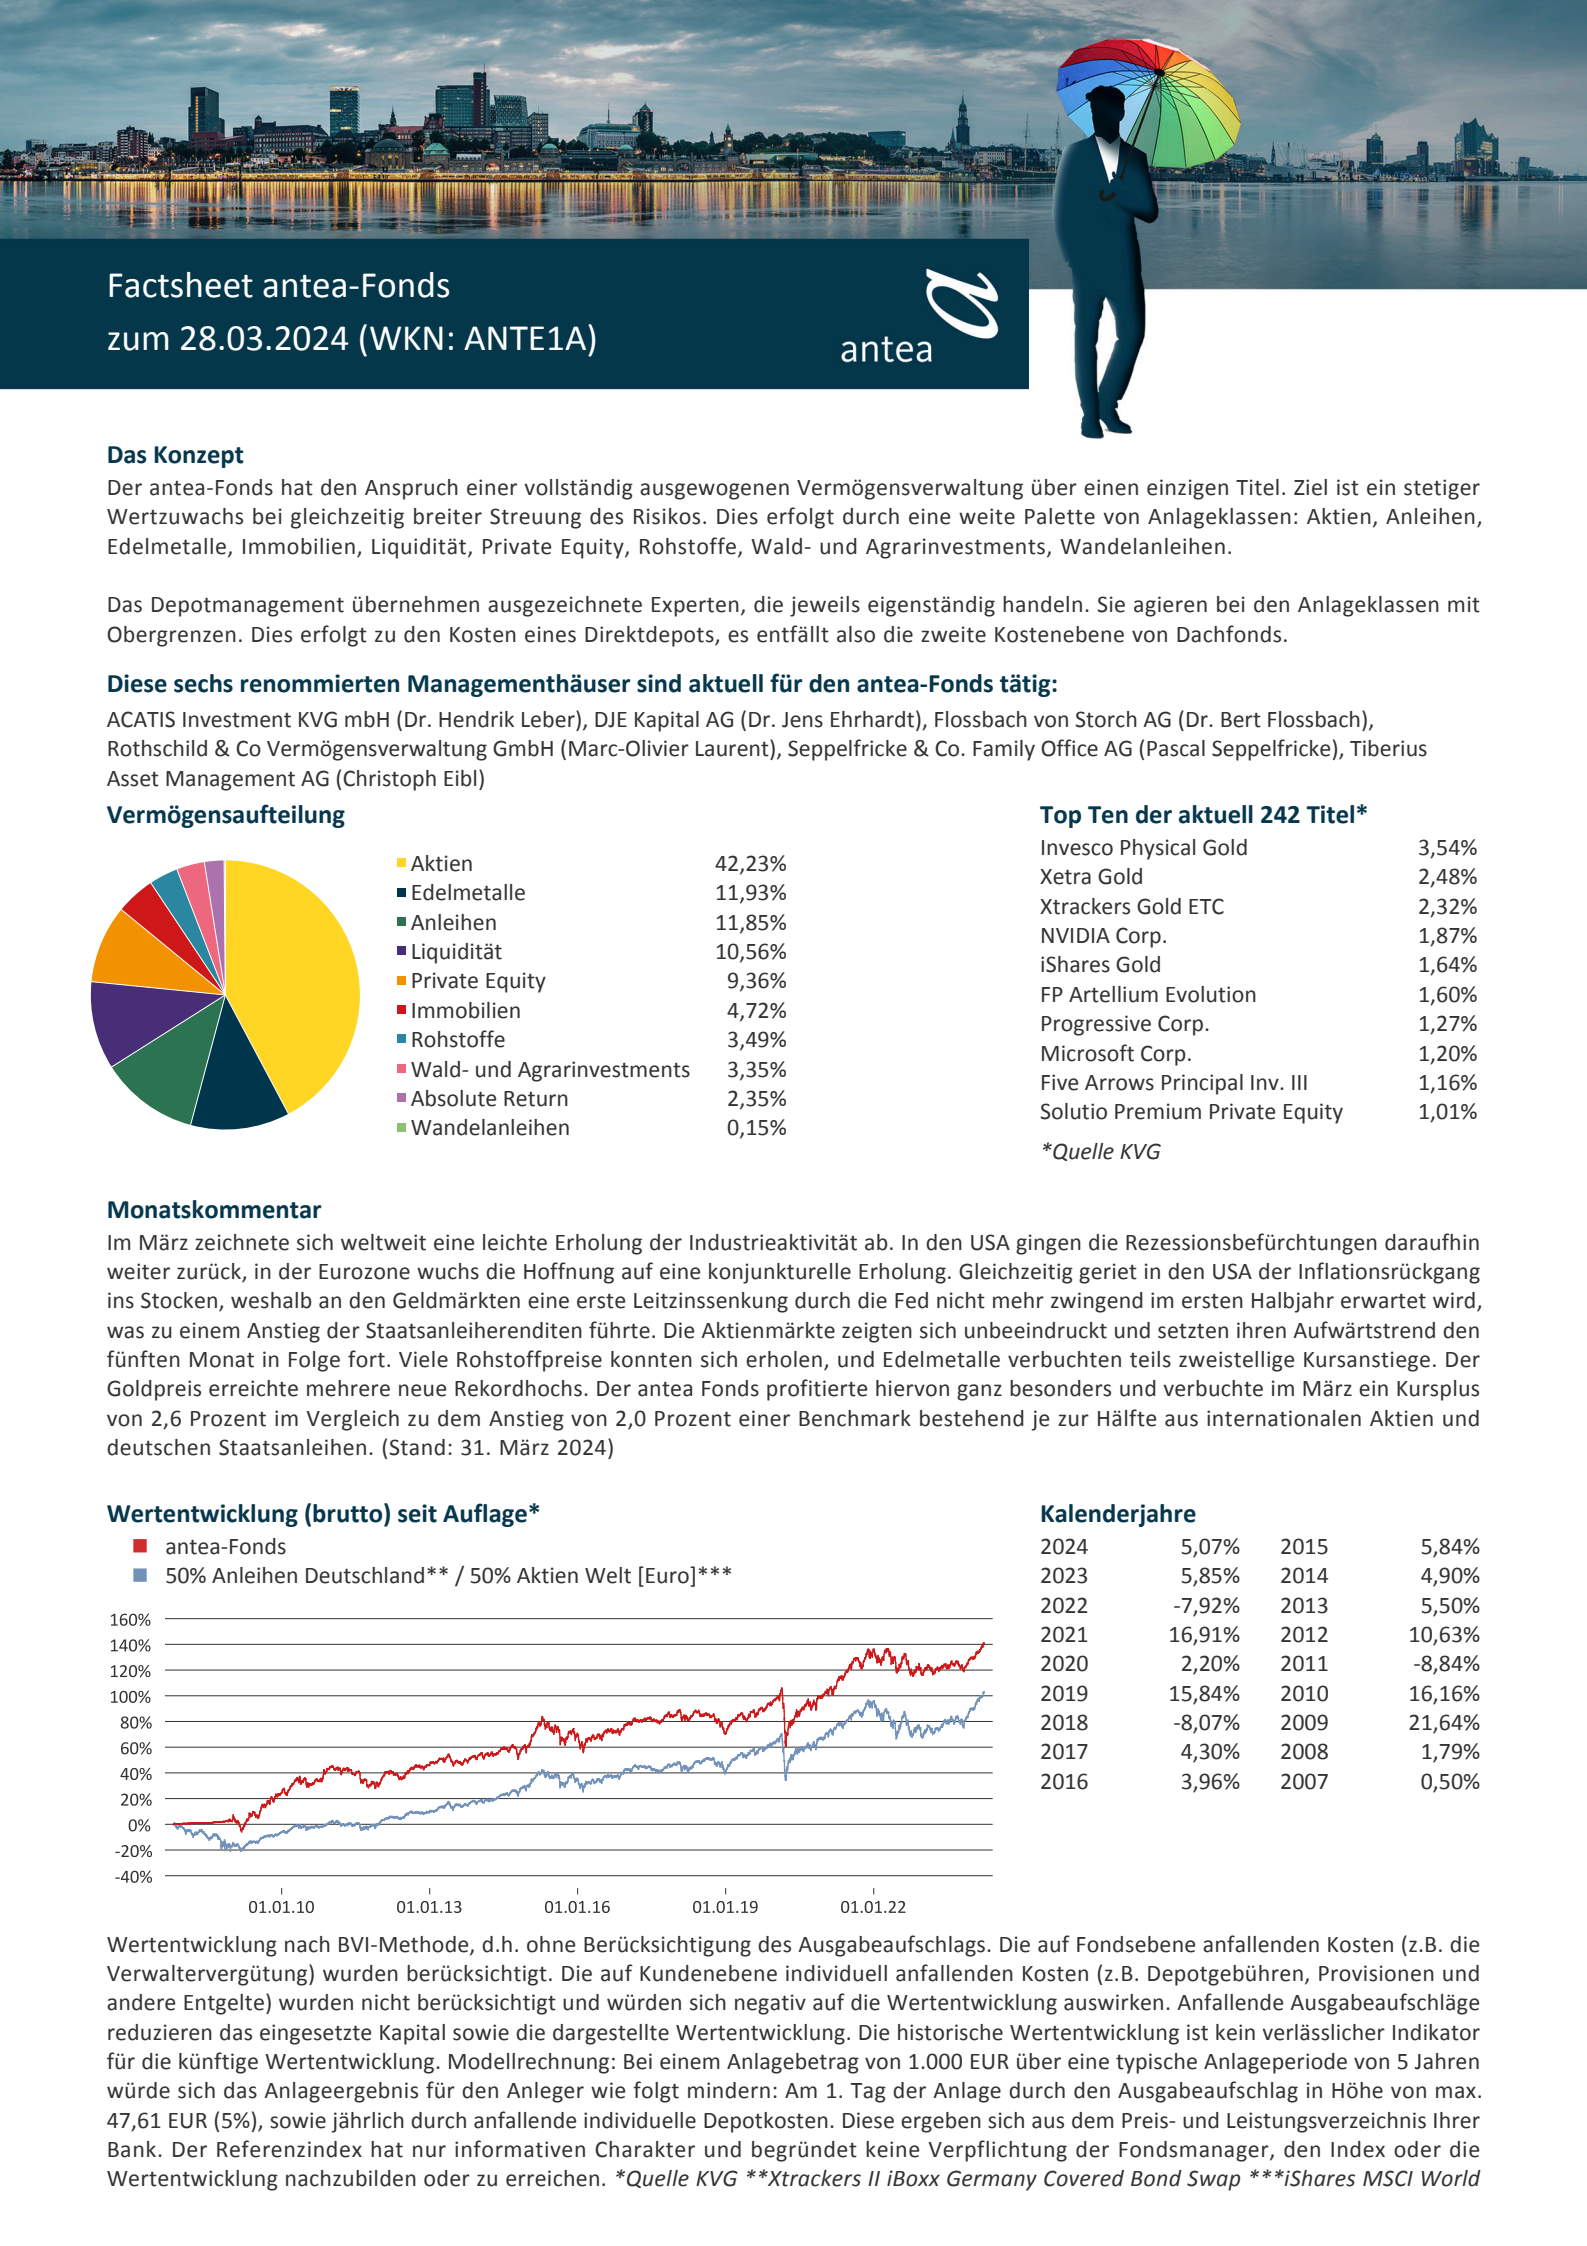 Factsheet antea-Fonds
zum 28.03.2024 (WKN: ANTE1A)
antea
Das Konzept
Der antea-Fonds hat den Anspruch einer vollständig ausgewogenen Vermögensverwaltung über einen einzigen Titel. Ziel ist ein stetiger
Wertzuwachs bei gleichzeitig breiter Streuung des Risikos. Dies erfolgt durch eine weite Palette von Anlageklassen: Aktien, Anleihen,
Edelmetalle, Immobilien, Liquidität, Private Equity, Rohstoffe, Wald- und Agrarinvestments, Wandelanleihen.
Das Depotmanagement übernehmen ausgezeichnete Experten, die jeweils eigenständig handeln. Sie agieren bei den Anlageklassen mit
Obergrenzen. Dies erfolgt zu den Kosten eines Direktdepots, es entfällt also die zweite Kostenebene von Dachfonds.
Diese sechs renommierten Managementhäuser sind aktuell für den antea-Fonds tätig:
ACATIS Investment KVG mbH (Dr. Hendrik Leber), DJE Kapital AG (Dr. Jens Ehrhardt), Flossbach von Storch AG (Dr. Bert Flossbach),
Rothschild & Co Vermögensverwaltung GmbH (Marc-Olivier Laurent), Seppelfricke & Co. Family Office AG (Pascal Seppelfricke), Tiberius
Asset Management AG (Christoph Eibl)
Vermögensaufteilung
Aktien 42,23%
Edelmetalle 11,93%
Anleihen 11,85%
Liquidität 10,56%
Private Equity 9,36%
Immobilien 4,72%
Rohstoffe 3,49%
Wald- und Agrarinvestments 3,35%
Absolute Return 2,35%
Wandelanleihen 0,15%
Top Ten der aktuell 242 Titel*
Invesco Physical Gold 3,54%
Xetra Gold 2,48%
Xtrackers Gold ETC 2,32%
NVIDIA Corp. 1,87%
iShares Gold 1,64%
FP Artellium Evolution 1,60%
Progressive Corp. 1,27%
Microsoft Corp. 1,20%
Five Arrows Principal Inv. III 1,16%
Solutio Premium Private Equity 1,01%
*Quelle KVG
Monatskommentar
Im März zeichnete sich weltweit eine leichte Erholung der Industrieaktivität ab. In den USA gingen die Rezessionsbefürchtungen daraufhin
weiter zurück, in der Eurozone wuchs die Hoffnung auf eine konjunkturelle Erholung. Gleichzeitig geriet in den USA der Inflationsrückgang
ins Stocken, weshalb an den Geldmärkten eine erste Leitzinssenkung durch die Fed nicht mehr zwingend im ersten Halbjahr erwartet wird,
was zu einem Anstieg der Staatsanleiherenditen führte. Die Aktienmärkte zeigten sich unbeeindruckt und setzten ihren Aufwärtstrend den
fünften Monat in Folge fort. Viele Rohstoffpreise konnten sich erholen, und Edelmetalle verbuchten teils zweistellige Kursanstiege. Der
Goldpreis erreichte mehrere neue Rekordhochs. Der antea Fonds profitierte hiervon ganz besonders und verbuchte im März ein Kursplus
von 2,6 Prozent im Vergleich zu dem Anstieg von 2,0 Prozent einer Benchmark bestehend je zur Hälfte aus internationalen Aktien und
deutschen Staatsanleihen. (Stand: 31. März 2024)
Wertentwicklung (brutto) seit Auflage*
antea-Fonds
50% Anleihen Deutschland** / 50% Aktien Welt [Euro]***
160%
140%
120%
100%
80%
60%
40%
20%
0%
-20%
-40%
01.01.10 01.01.13 01.01.16 01.01.19 01.01.22
Kalenderjahre
2024 5,07% 2015 5,84%
2023 5,85% 2014 4,90%
2022 -7,92% 2013 5,50%
2021 16,91% 2012 10,63%
2020 2,20% 2011 -8,84%
2019 15,84% 2010 16,16%
2018 -8,07% 2009 21,64%
2017 4,30% 2008 1,79%
2016 3,96% 2007 0,50%
Wertentwicklung nach BVI-Methode, d.h. ohne Berücksichtigung des Ausgabeaufschlags. Die auf Fondsebene anfallenden Kosten (z.B. die
Verwaltervergütung) wurden berücksichtigt. Die auf Kundenebene individuell anfallenden Kosten (z.B. Depotgebühren, Provisionen und
andere Entgelte) wurden nicht berücksichtigt und würden sich negativ auf die Wertentwicklung auswirken. Anfallende Ausgabeaufschläge
reduzieren das eingesetzte Kapital sowie die dargestellte Wertentwicklung. Die historische Wertentwicklung ist kein verlässlicher Indikator
für die künftige Wertentwicklung. Modellrechnung: Bei einem Anlagebetrag von 1.000 EUR über eine typische Anlageperiode von 5 Jahren
würde sich das Anlageergebnis für den Anleger wie folgt mindern: Am 1. Tag der Anlage durch den Ausgabeaufschlag in Höhe von max.
47,61 EUR (5%), sowie jährlich durch anfallende individuelle Depotkosten. Diese ergeben sich aus dem Preis- und Leistungsverzeichnis Ihrer
Bank. Der Referenzindex hat nur informativen Charakter und begründet keine Verpflichtung der Fondsmanager, den Index oder die
Wertentwicklung nachzubilden oder zu erreichen. *Quelle KVG **Xtrackers II iBoxx Germany Covered Bond Swap ***iShares MSCI World